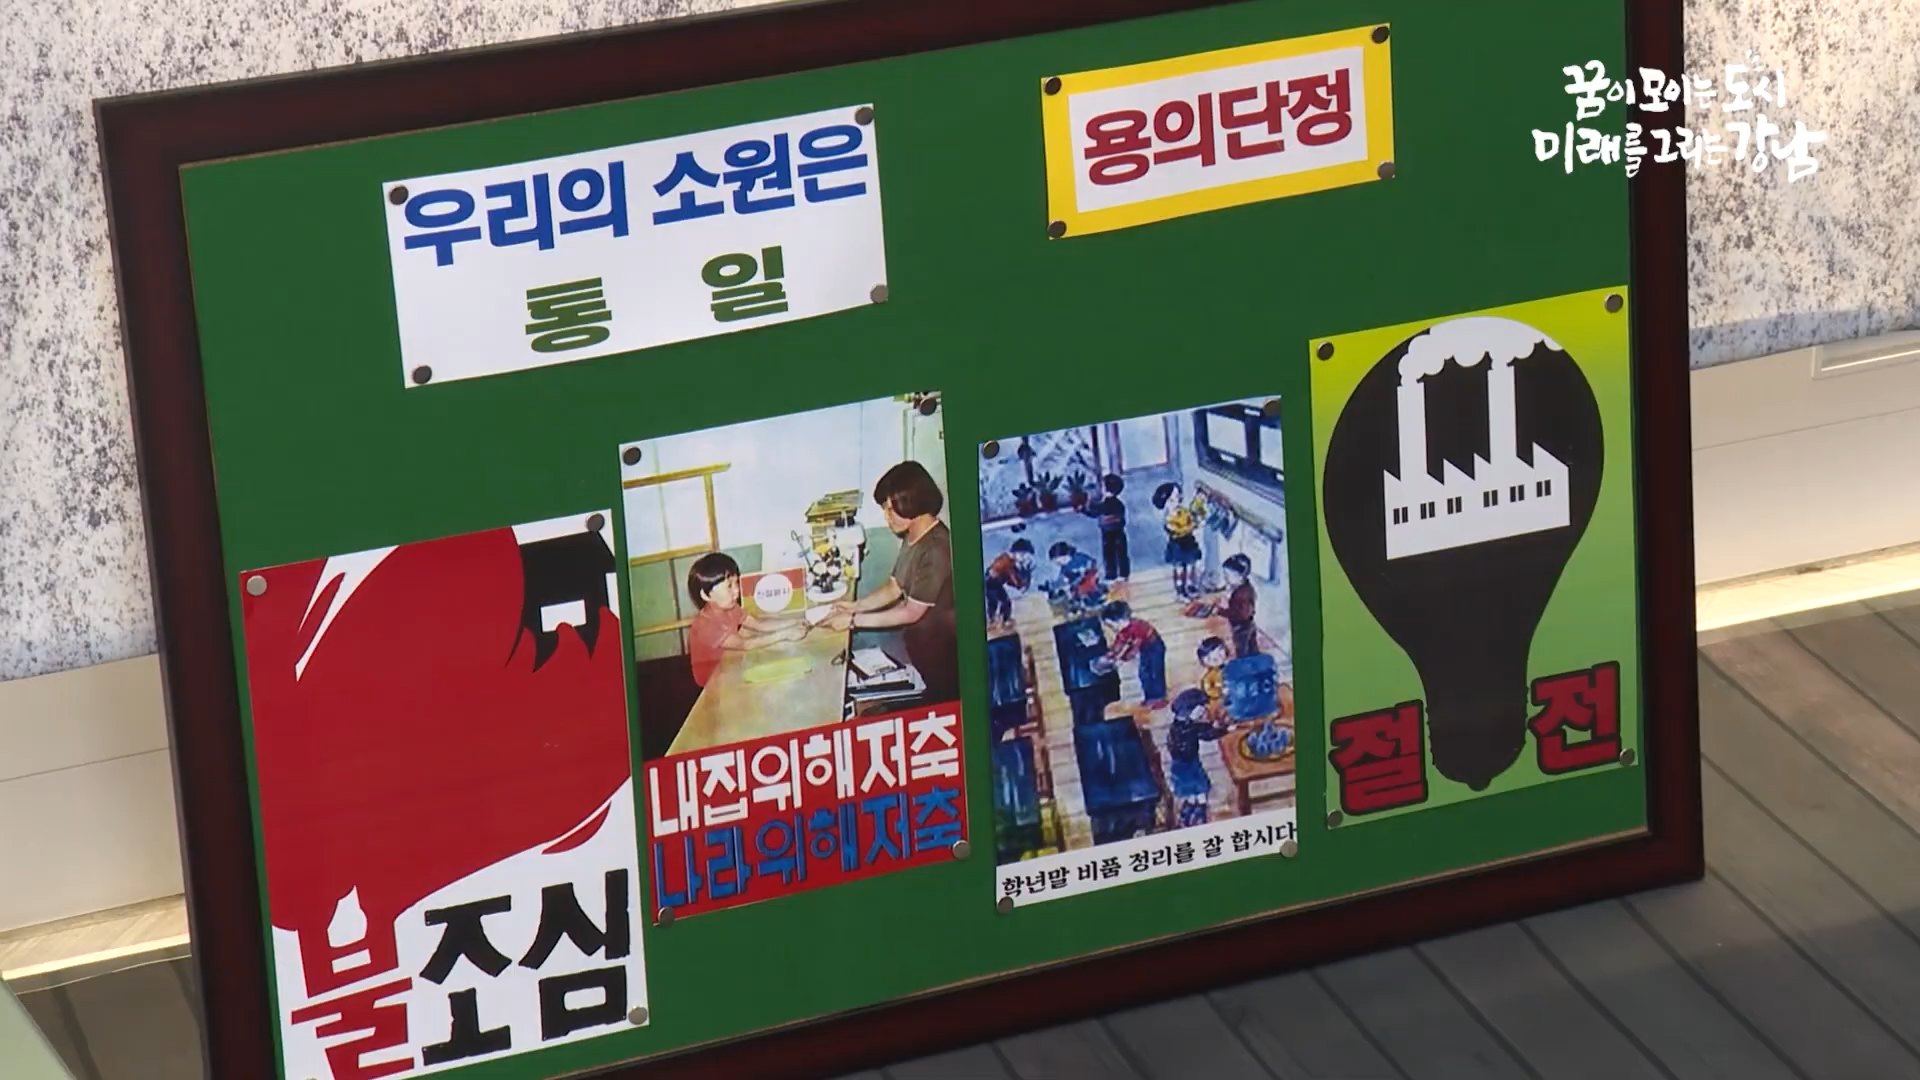 우리의 소원은
통 일
용의단정
꿈이 모이는 도시
미래를 그리는 강남
불조심
내집위해저축
나라위해저축
학년말 비품 정리를 잘 합시다
절 전